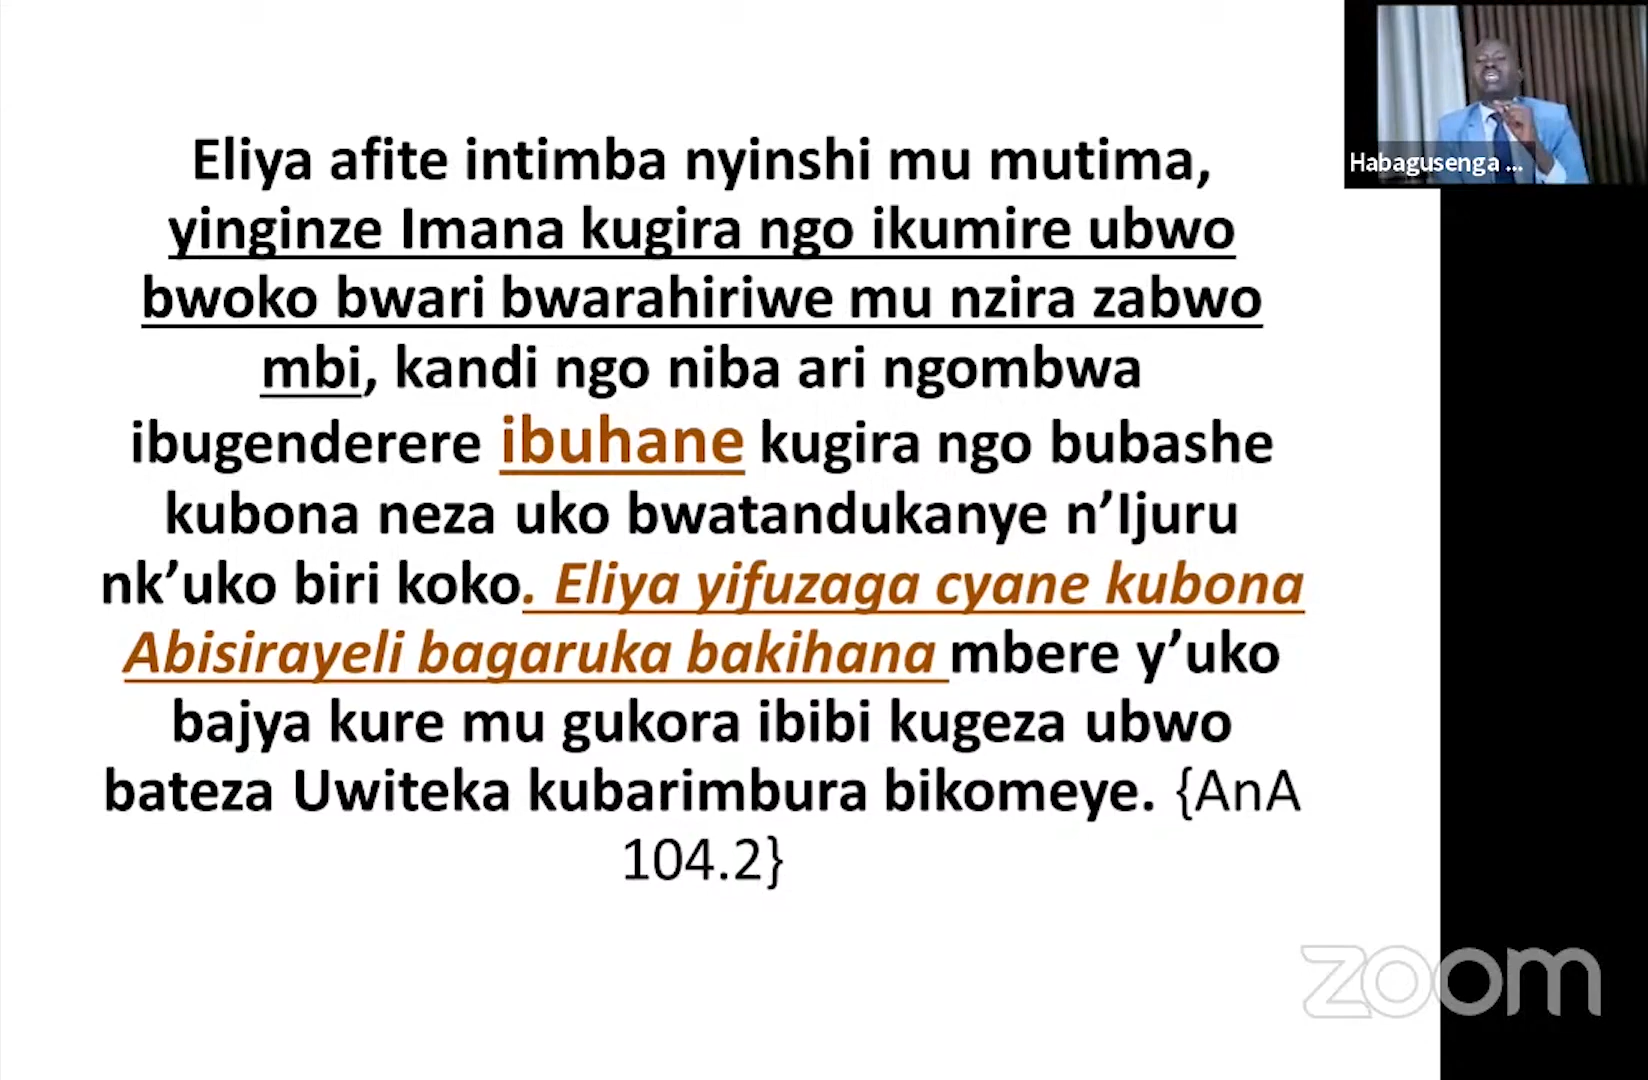 Eliya afite intimba nyinshi mu mutima,
yinginze Imana kugira ngo ikumire ubwo
bwoko bwari bwarahiriwe mu nzira zabwo
mbi, kandi ngo niba ari ngombwa
ibugenderere ibuhane kugira ngo bubashe
kubona neza uko bwatandukanye n’Ijuru
nk’uko biri koko. Eliya yifuzaga cyane kubona
Abisirayeli bagaruka bakihana mbere y’uko
bajya kure mu gukora ibibi kugeza ubwo
bateza Uwiteka kubarimbura bikomeye. {AnA
104.2}
Habagusenga ...
zoom